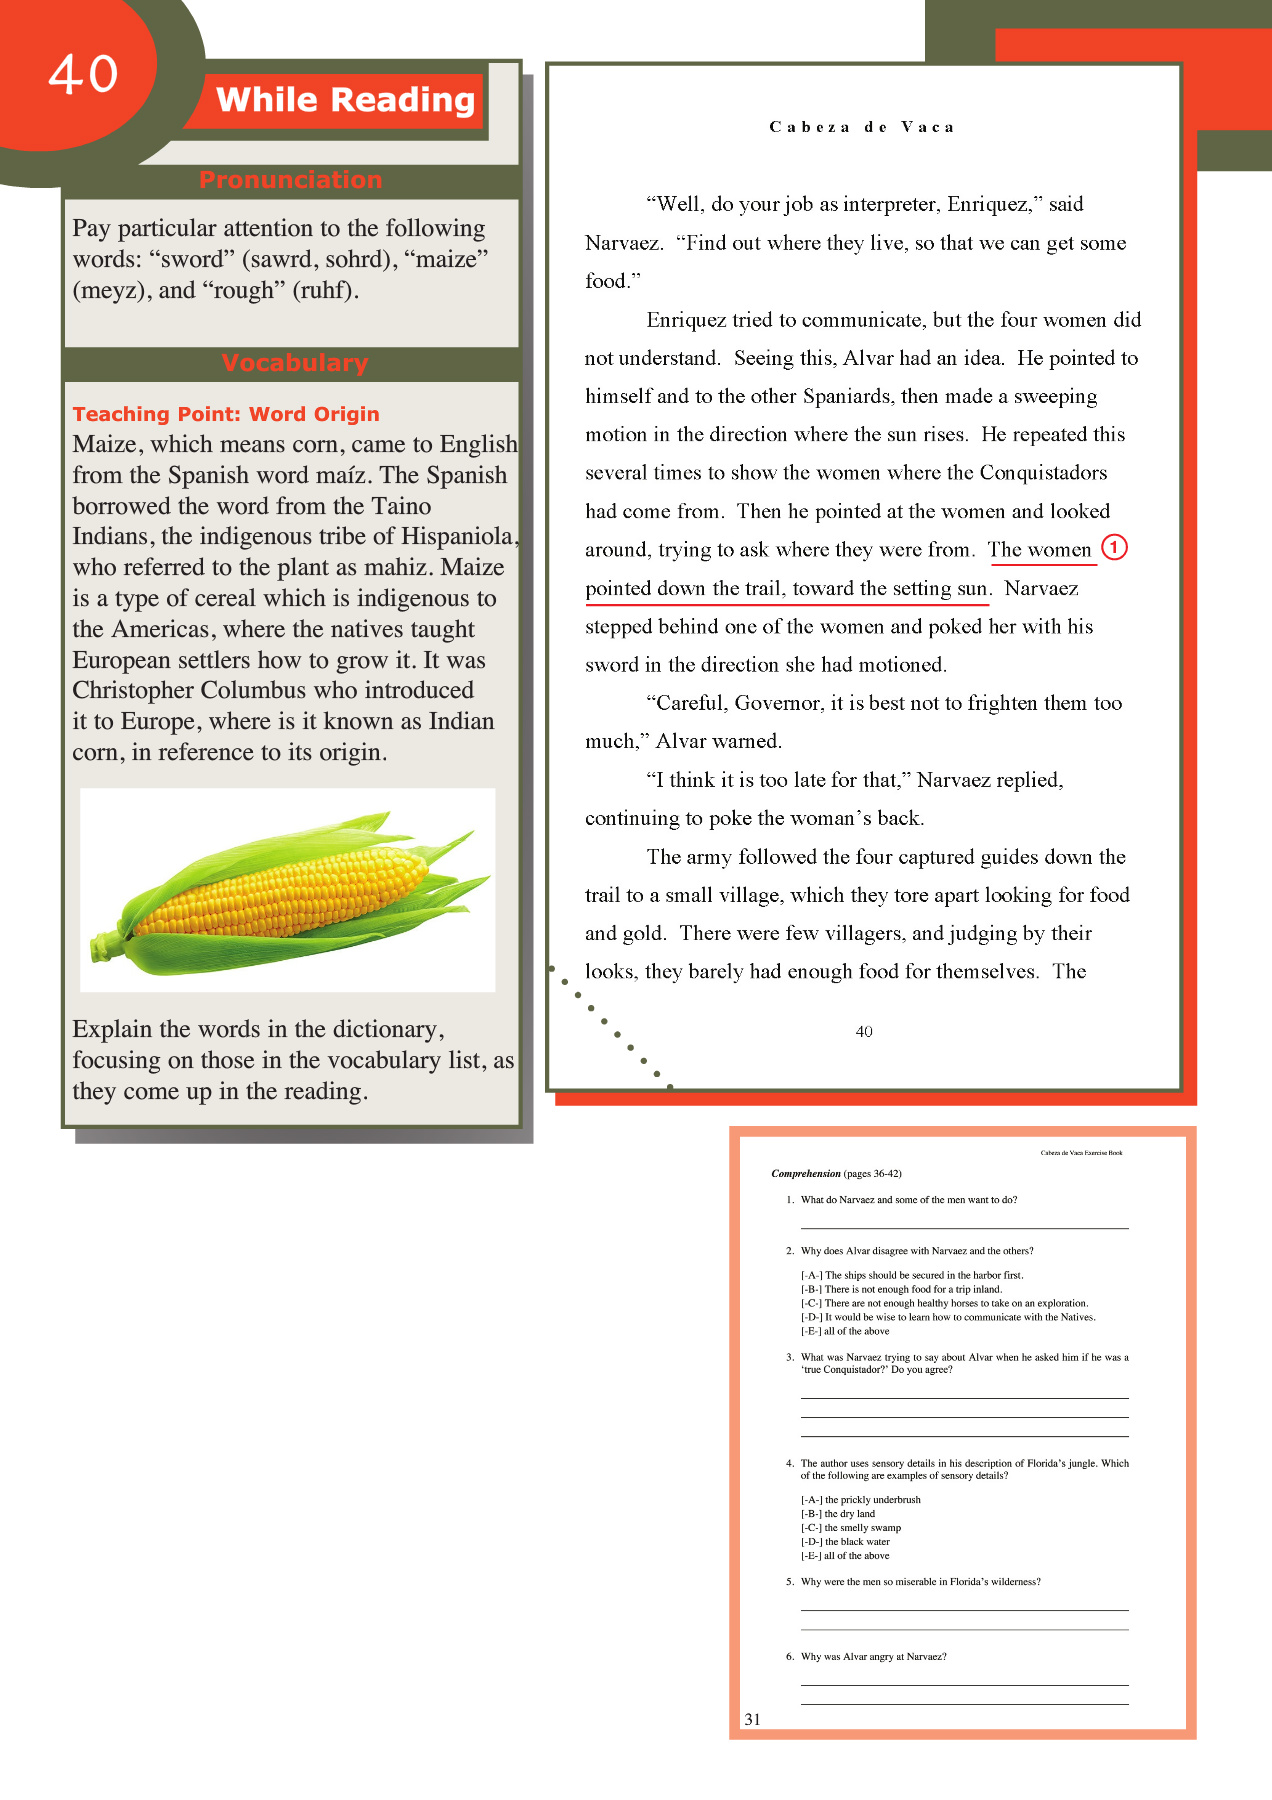 40
While Reading
Pronunciation
Pay particular attention to the following
words: “sword” (sawrd, sohrd), “maize”
(meyz), and “rough” (ruhf).
Vocabulary
Teaching Point: Word Origin
Maize, which means corn, came to English
from the Spanish word maíz. The Spanish
borrowed the word from the Taino
Indians, the indigenous tribe of Hispaniola,
who referred to the plant as mahiz. Maize
is a type of cereal which is indigenous to
the Americas, where the natives taught
European settlers how to grow it. It was
Christopher Columbus who introduced
it to Europe, where is it known as Indian
corn, in reference to its origin.
Explain the words in the dictionary,
focusing on those in the vocabulary list, as
they come up in the reading.
Cabeza de Vaca
“Well, do your job as interpreter, Enriquez,” said
Narvaez. “Find out where they live, so that we can get some
food.”
Enriquez tried to communicate, but the four women did
not understand. Seeing this, Alvar had an idea. He pointed to
himself and to the other Spaniards, then made a sweeping
motion in the direction where the sun rises. He repeated this
several times to show the women where the Conquistadors
had come from. Then he pointed at the women and looked
around, trying to ask where they were from. The women 1
pointed down the trail, toward the setting sun. Narvaez
stepped behind one of the women and poked her with his
sword in the direction she had motioned.
“Careful, Governor, it is best not to frighten them too
much,” Alvar warned.
“I think it is too late for that,” Narvaez replied,
continuing to poke the woman’s back.
The army followed the four captured guides down the
trail to a small village, which they tore apart looking for food
and gold. There were few villagers, and judging by their
looks, they barely had enough food for themselves. The
40
Cabeza de Vaca Exercise Book
Comprehension (pages 36-42)
1. What do Narvaez and some of the men want to do?
2. Why does Alvar disagree with Narvaez and the others?
[-A-] The ships should be secured in the harbor first.
[-B-] There is not enough food for a trip inland.
[-C-] There are not enough healthy horses to take on an exploration.
[-D-] It would be wise to learn how to communicate with the Natives.
[-E-] all of the above
3. What was Narvaez trying to say about Alvar when he asked him if he was a
‘true Conquistador?’ Do you agree?
4. The author uses sensory details in his description of Florida’s jungle. Which
of the following are examples of sensory details?
[-A-] the prickly underbrush
[-B-] the dry land
[-C-] the smelly swamp
[-D-] the black water
[-E-] all of the above
5. Why were the men so miserable in Florida’s wilderness?
6. Why was Alvar angry at Narvaez?
31